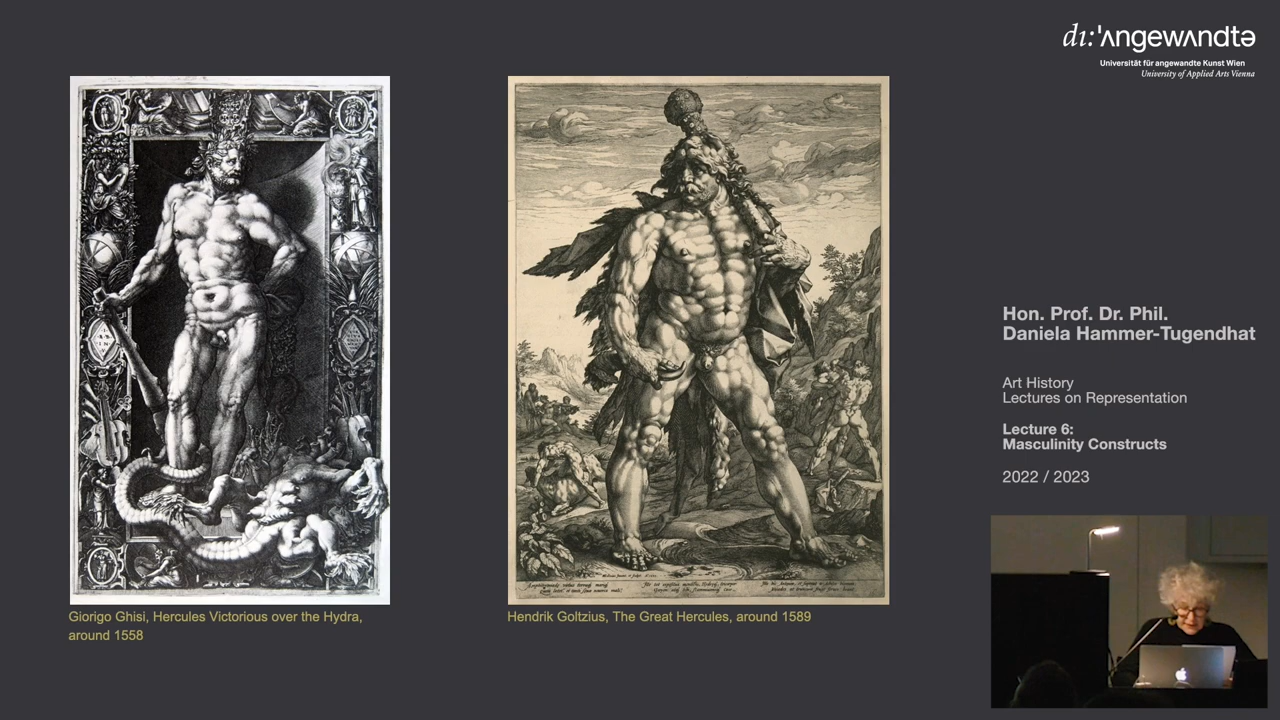 dı:'ʌngewʌndtə
Universität für angewandte Kunst Wien
University of Applied Arts Vienna
Hon. Prof. Dr. Phil.
Daniela Hammer-Tugendhat
Art History
Lectures on Representation
Lecture 6:
Masculinity Constructs
2022 / 2023
Giorigo Ghisi, Hercules Victorious over the Hydra,
around 1558
Hendrik Goltzius, The Great Hercules, around 1589